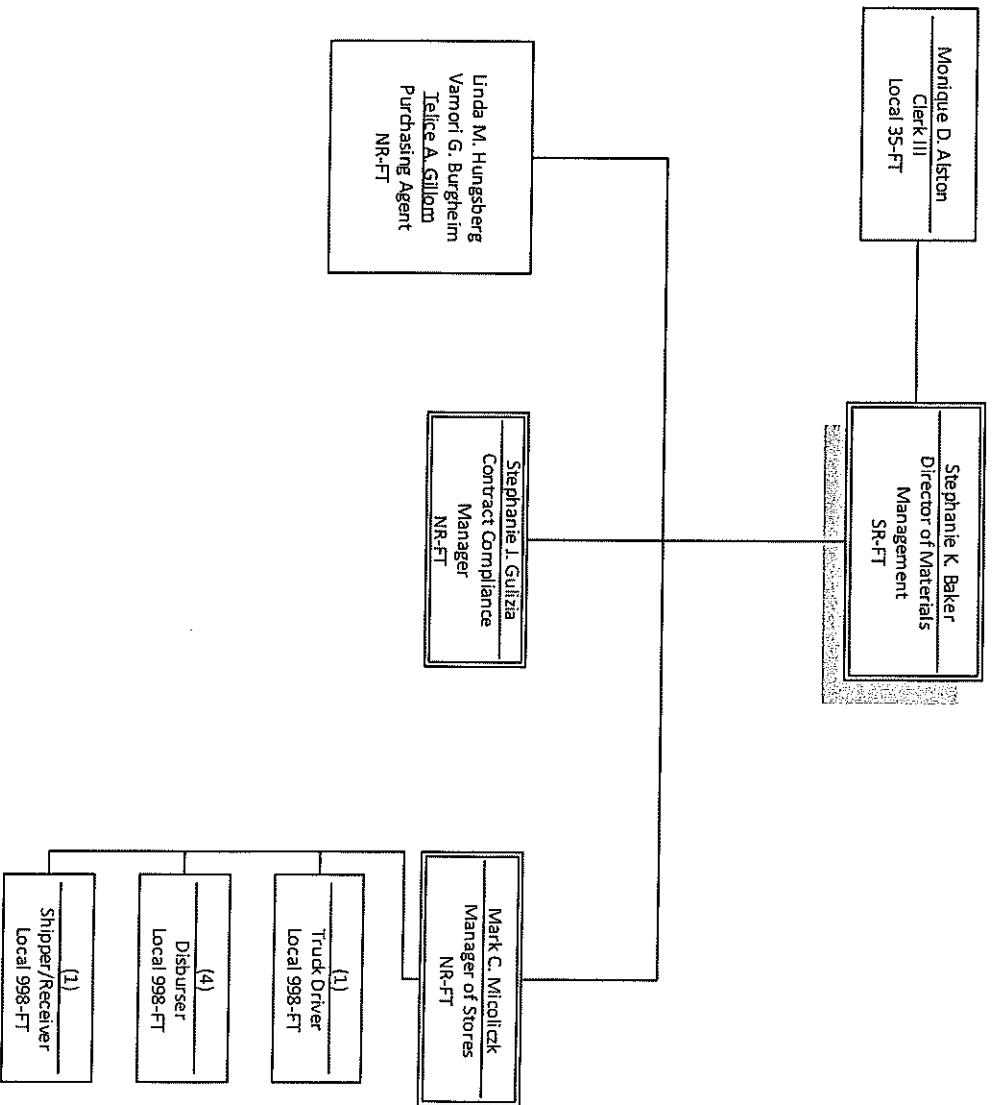 Monique D. Alston
Clerk III
Local 35-FT
Stephanie K. Baker
Director of Materials
Management
SR-FT
Linda M. Hungsberg
Vamori G. Burgheim
Telice A. Gillom
Purchasing Agent
NR-FT
Stephanie J. Gulizia
Contract Compliance
Manager
NR-FT
Mark C. Micoliczk
Manager of Stores
NR-FT
(1)
Truck Driver
Local 998-FT
(4)
Disburser
Local 998-FT
(1)
Shipper/Receiver
Local 998-FT